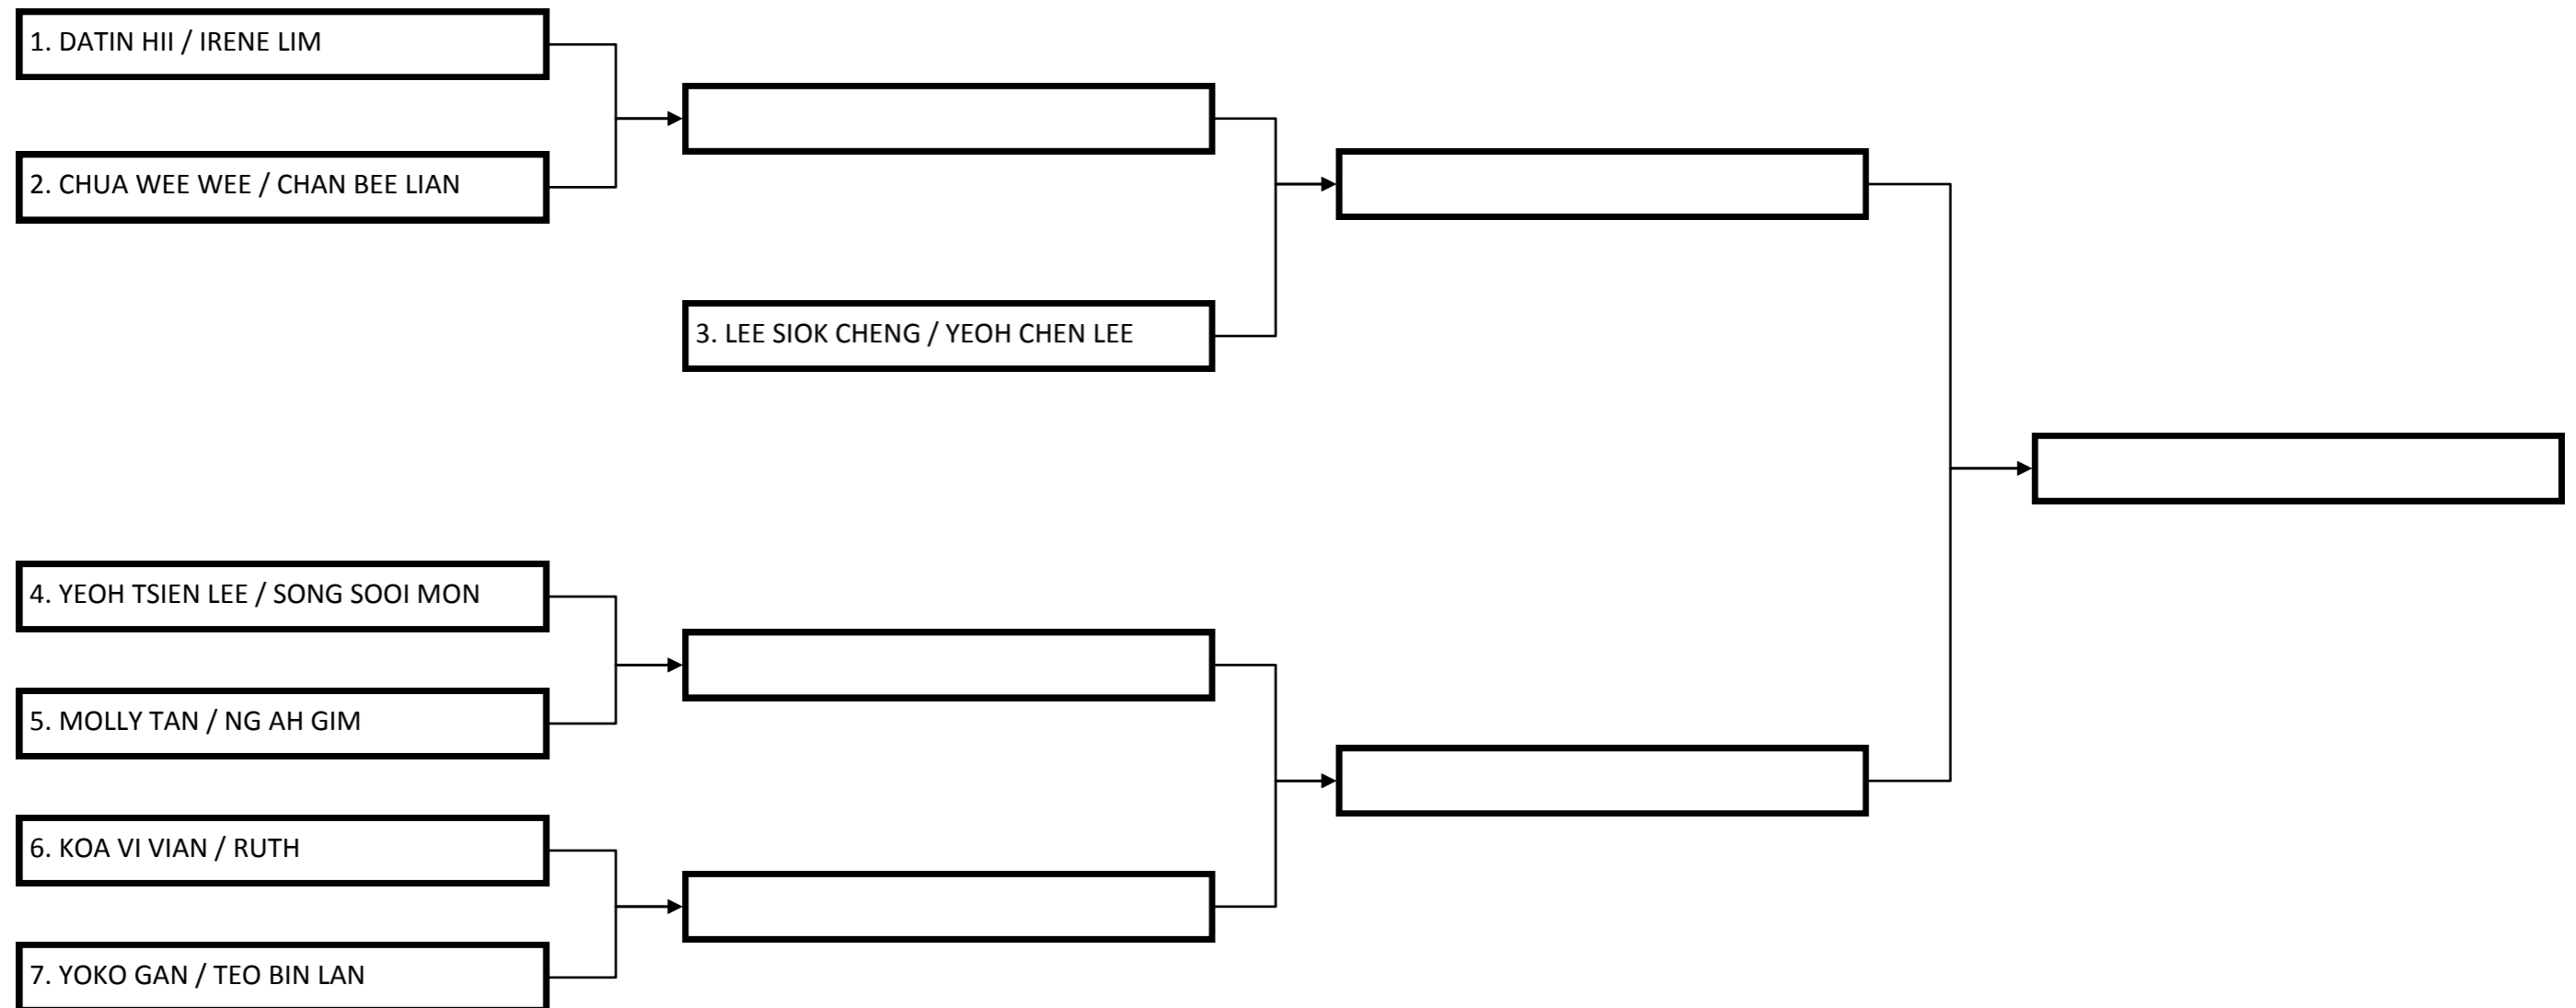 1. DATIN HII / IRENE LIM
2. CHUA WEE WEE / CHAN BEE LIAN
3. LEE SIOK CHENG / YEOH CHEN LEE
4. YEOH TSIEN LEE / SONG SOOI MON
5. MOLLY TAN / NG AH GIM
6. KOA VI VIAN / RUTH
7. YOKO GAN / TEO BIN LAN